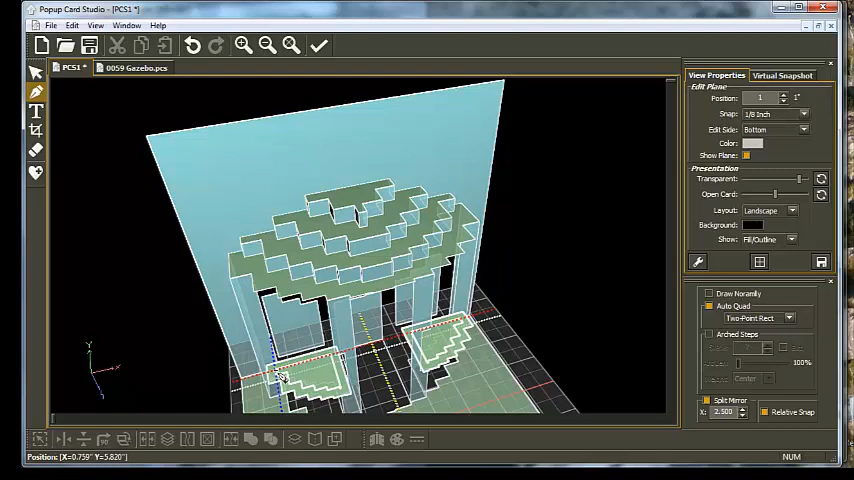 Popup Card Studio - [PCS1 *]
File Edit View Window Help
PCS1 * 0059 Gazebo.pcs
View Properties Virtual Snapshot
Edit Plane
Position: 1 1"
Snap: 1/8 Inch
Edit Side: Bottom
Color:
Show Plane:
Presentation
Transparent:
Open Card:
Layout: Landscape
Background:
Show: Fill/Outline
Draw Noramlly
Auto Quad
Two-Point Rect
Arched Steps
100%
Center
Split Mirror
X: 2.500 Relative Snap
Y
X
Position: [X=0.759" Y=5.820"] NUM